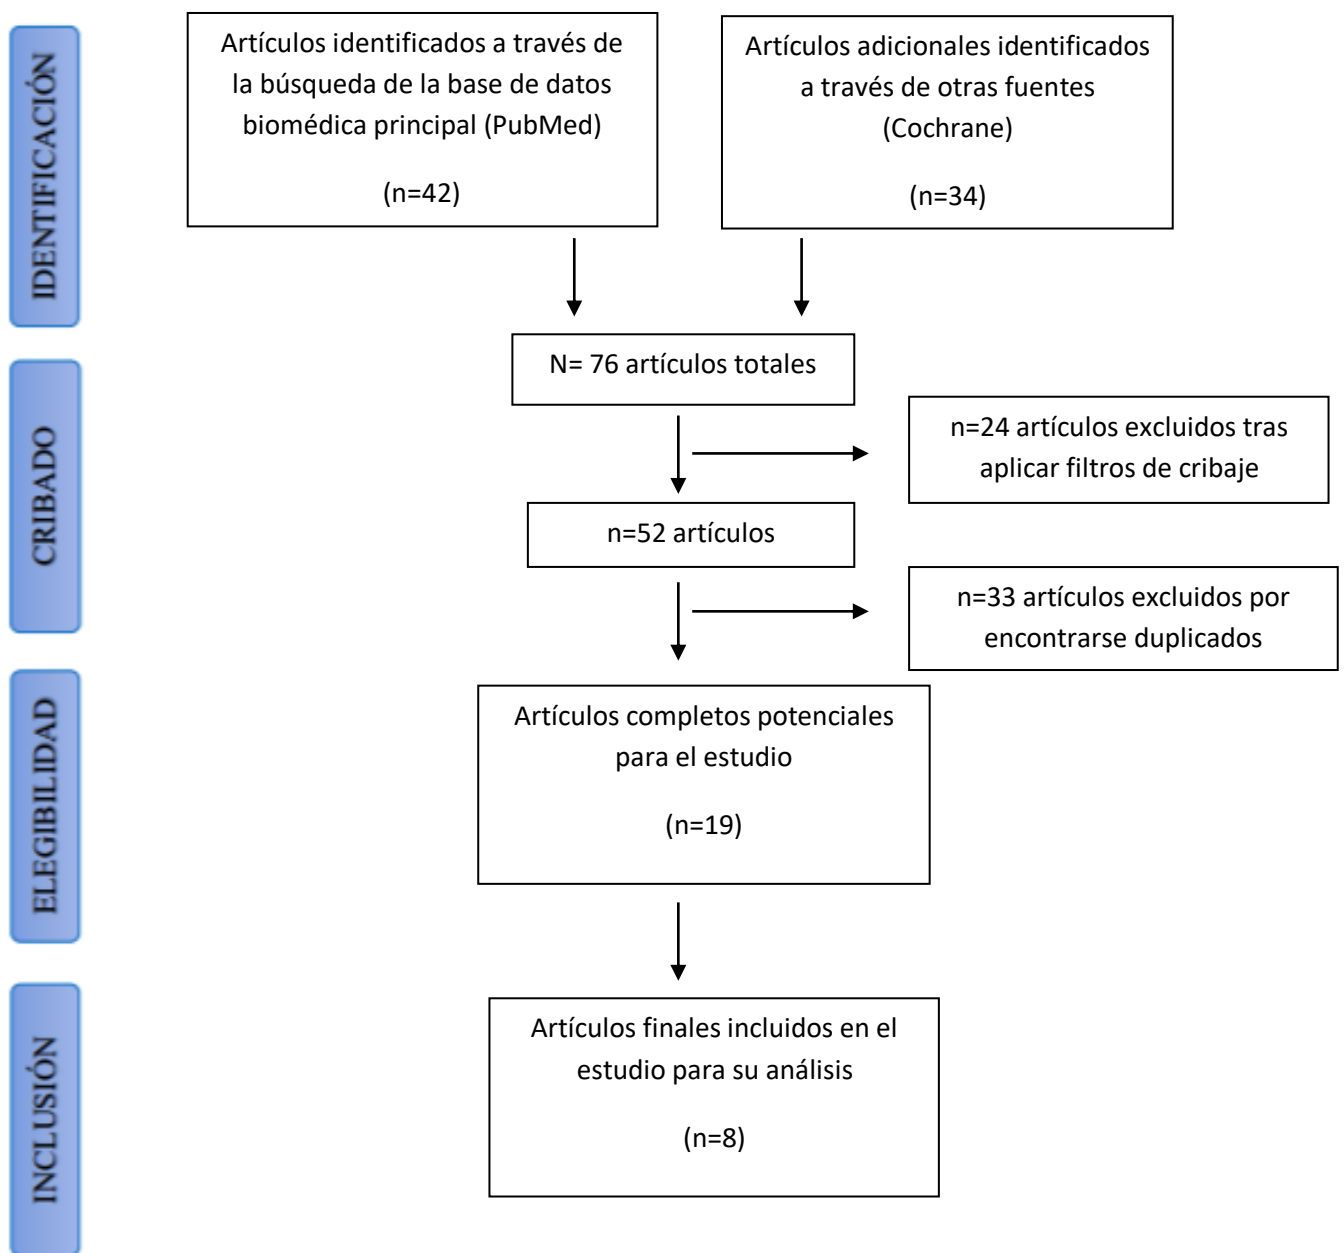 IDENTIFICACIÓN
Artículos identificados a través de
la búsqueda de la base de datos
biomédica principal (PubMed)
(n=42)
Artículos adicionales identificados
a través de otras fuentes
(Cochrane)
(n=34)
N= 76 artículos totales
CRIBADO
n=24 artículos excluidos tras
aplicar filtros de cribaje
n=52 artículos
n=33 artículos excluidos por
encontrarse duplicados
ELEGIBILIDAD
Artículos completos potenciales
para el estudio
(n=19)
INCLUSIÓN
Artículos finales incluidos en el
estudio para su análisis
(n=8)